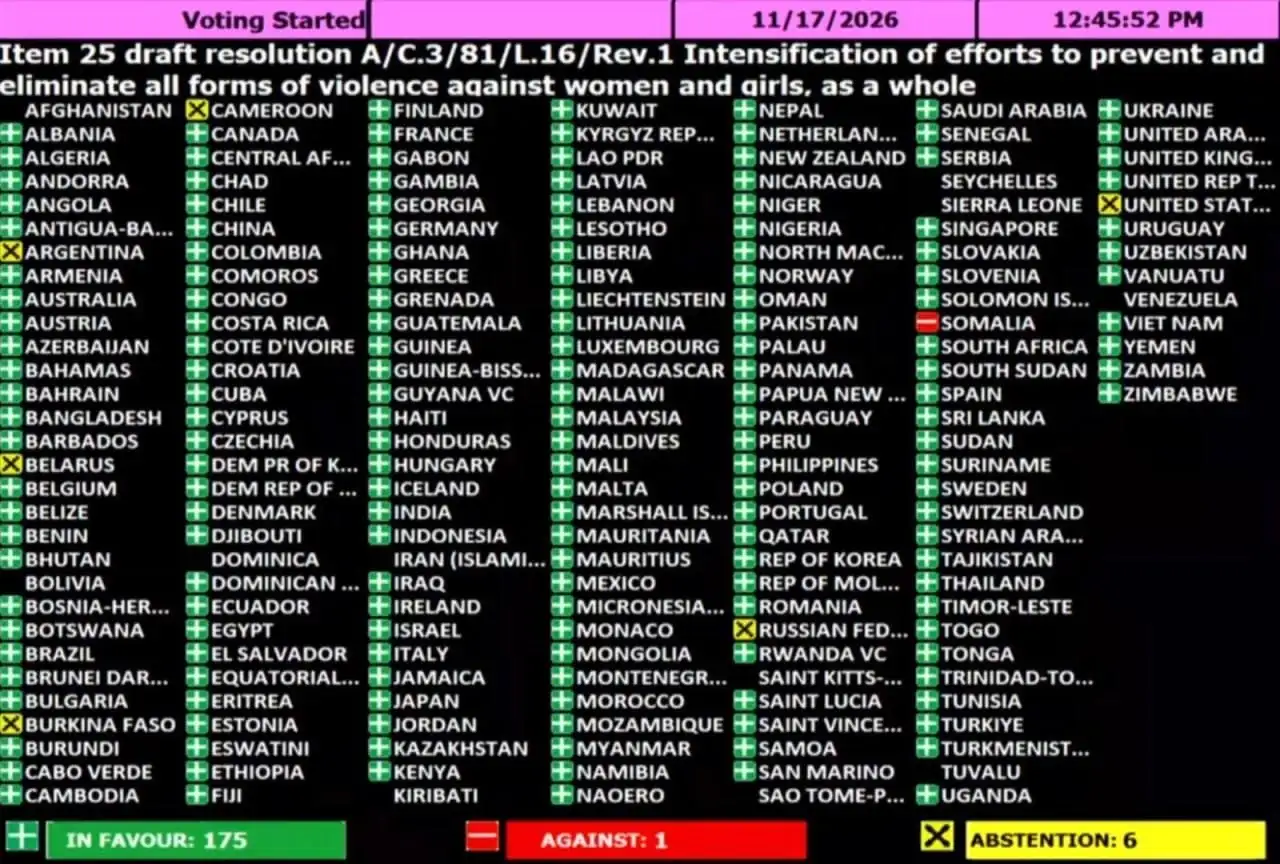 Voting Started
11/17/2026
12:45:52 PM
Item 25 draft resolution A/C.3/81/L.16/Rev.1 Intensification of efforts to prevent and
eliminate all forms of violence against women and girls, as a whole
AFGHANISTAN
ALBANIA
ALGERIA
ANDORRA
ANGOLA
ANTIGUA-BA...
ARGENTINA
ARMENIA
AUSTRALIA
AUSTRIA
AZERBAIJAN
BAHAMAS
BAHRAIN
BANGLADESH
BARBADOS
BELARUS
BELGIUM
BELIZE
BENIN
BHUTAN
BOLIVIA
BOSNIA-HER...
BOTSWANA
BRAZIL
BRUNEI DAR...
BULGARIA
BURKINA FASO
BURUNDI
CABO VERDE
CAMBODIA
CAMEROON
CANADA
CENTRAL AF...
CHAD
CHILE
CHINA
COLOMBIA
COMOROS
CONGO
COSTA RICA
COTE D'IVOIRE
CROATIA
CUBA
CYPRUS
CZECHIA
DEM PR OF K...
DEM REP OF ...
DENMARK
DJIBOUTI
DOMINICA
DOMINICAN ...
ECUADOR
EGYPT
EL SALVADOR
EQUATORIAL...
ERITREA
ESTONIA
ESWATINI
ETHIOPIA
FIJI
FINLAND
FRANCE
GABON
GAMBIA
GEORGIA
GERMANY
GHANA
GREECE
GRENADA
GUATEMALA
GUINEA
GUINEA-BISS...
GUYANA VC
HAITI
HONDURAS
HUNGARY
ICELAND
INDIA
INDONESIA
IRAN (ISLAMI...
IRAQ
IRELAND
ISRAEL
ITALY
JAMAICA
JAPAN
JORDAN
KAZAKHSTAN
KENYA
KIRIBATI
KUWAIT
KYRGYZ REP...
LAO PDR
LATVIA
LEBANON
LESOTHO
LIBERIA
LIBYA
LIECHTENSTEIN
LITHUANIA
LUXEMBOURG
MADAGASCAR
MALAWI
MALAYSIA
MALDIVES
MALI
MALTA
MARSHALL IS...
MAURITANIA
MAURITIUS
MEXICO
MICRONESIA...
MONACO
MONGOLIA
MONTENEGR...
MOROCCO
MOZAMBIQUE
MYANMAR
NAMIBIA
NAOERO
NEPAL
NETHERLAN...
NEW ZEALAND
NICARAGUA
NIGER
NIGERIA
NORTH MAC...
NORWAY
OMAN
PAKISTAN
PALAU
PANAMA
PAPUA NEW ...
PARAGUAY
PERU
PHILIPPINES
POLAND
PORTUGAL
QATAR
REP OF KOREA
REP OF MOL...
ROMANIA
RUSSIAN FED...
RWANDA VC
SAINT KITTS-...
SAINT LUCIA
SAINT VINCE...
SAMOA
SAN MARINO
SAO TOME-P...
SAUDI ARABIA
SENEGAL
SERBIA
SEYCHELLES
SIERRA LEONE
SINGAPORE
SLOVAKIA
SLOVENIA
SOLOMON IS...
SOMALIA
SOUTH AFRICA
SOUTH SUDAN
SPAIN
SRI LANKA
SUDAN
SURINAME
SWEDEN
SWITZERLAND
SYRIAN ARA...
TAJIKISTAN
THAILAND
TIMOR-LESTE
TOGO
TONGA
TRINIDAD-TO...
TUNISIA
TURKIYE
TURKMENIST...
TUVALU
UGANDA
UKRAINE
UNITED ARA...
UNITED KING...
UNITED REP T...
UNITED STAT...
URUGUAY
UZBEKISTAN
VANUATU
VENEZUELA
VIET NAM
YEMEN
ZAMBIA
ZIMBABWE
IN FAVOUR: 175
AGAINST: 1
ABSTENTION: 6